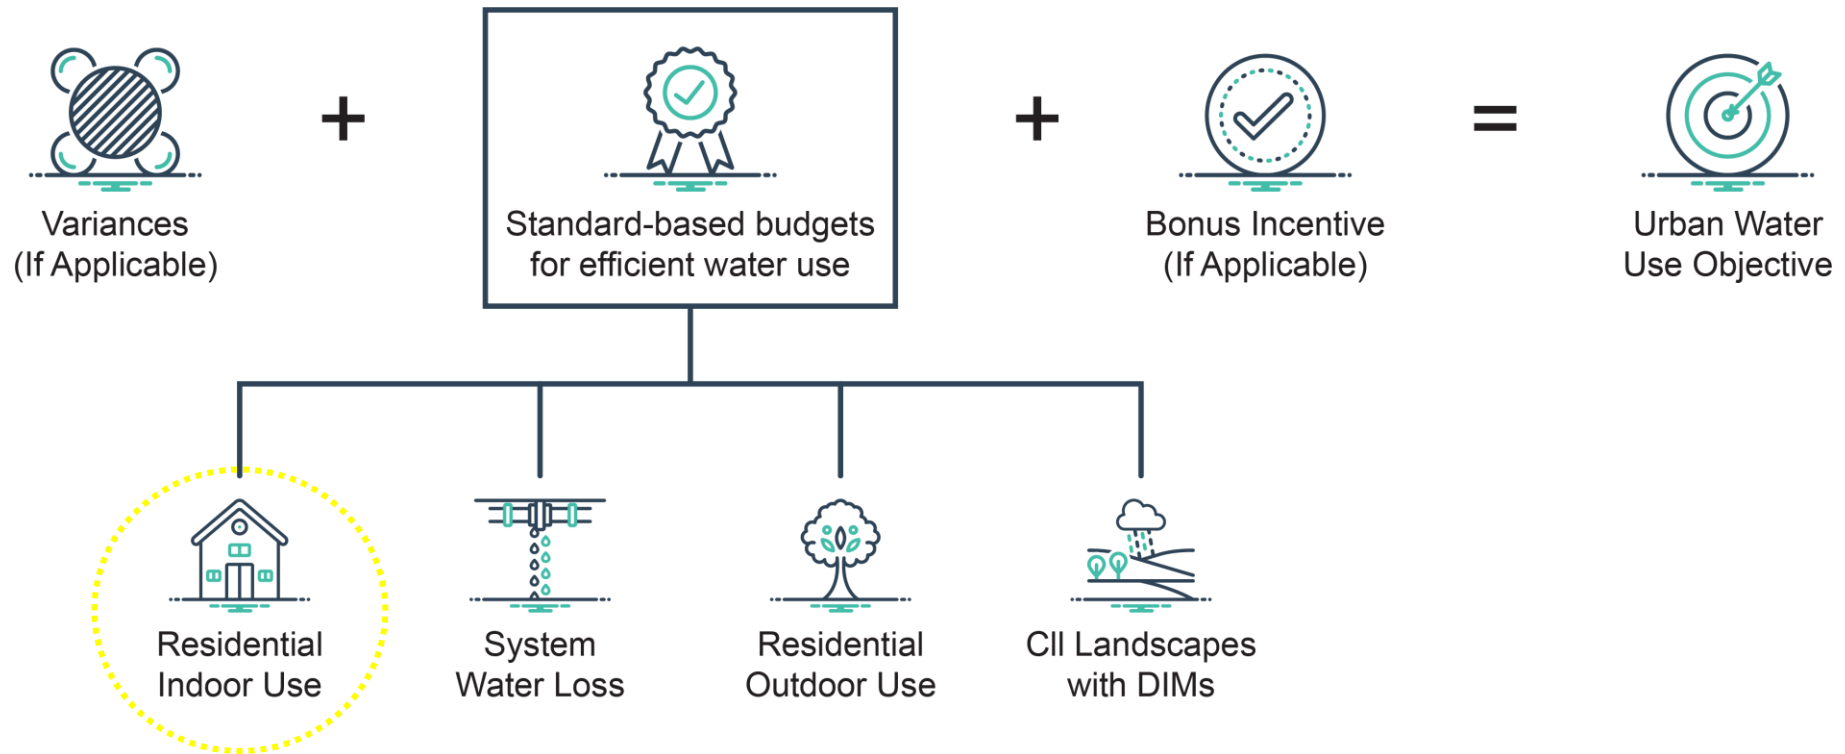 Variances
(If Applicable)
+
Standard-based budgets
for efficient water use
+
Bonus Incentive
(If Applicable)
=
Urban Water
Use Objective
Residential
Indoor Use
System
Water Loss
Residential
Outdoor Use
CII Landscapes
with DIMs